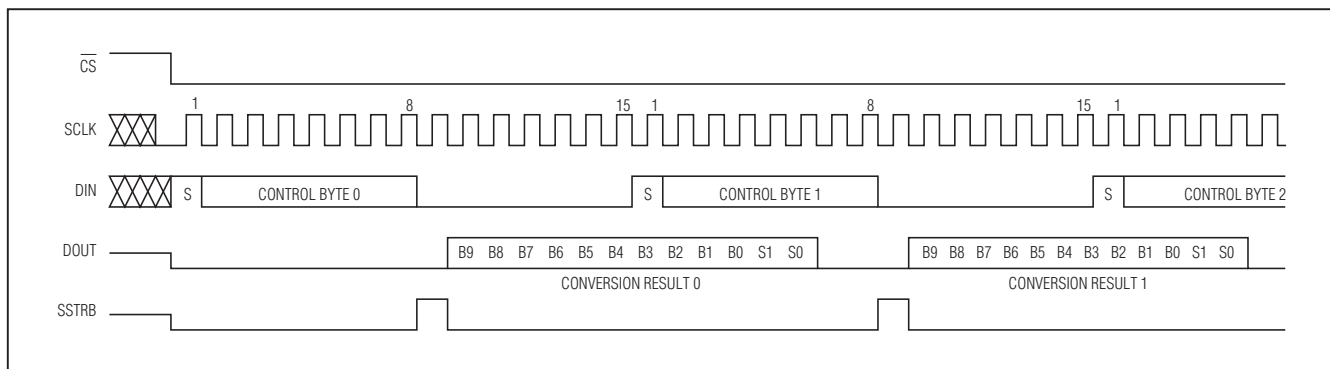 CS
1 8 15 1 8 15 1
SCLK
DIN S CONTROL BYTE 0 S CONTROL BYTE 1 S CONTROL BYTE 2
DOUT B9 B8 B7 B6 B5 B4 B3 B2 B1 B0 S1 S0 B9 B8 B7 B6 B5 B4 B3 B2 B1 B0 S1 S0
CONVERSION RESULT 0 CONVERSION RESULT 1
SSTRB